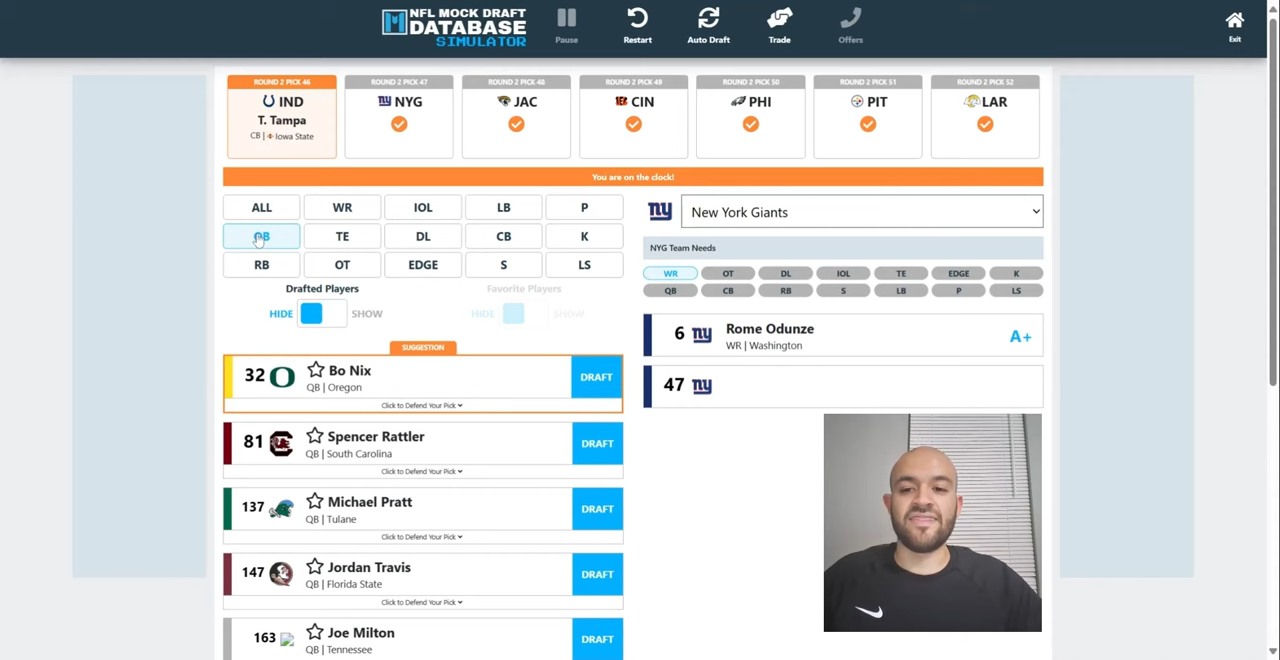 NFL MOCK DRAFT
DATABASE
SIMULATOR
Pause
Restart
Auto Draft
Trade
Offers
Exit
ROUND 2 PICK 46
IND
T. Tampa
CB | Iowa State
ROUND 2 PICK 47
NYG
ROUND 2 PICK 48
JAC
ROUND 2 PICK 49
CIN
ROUND 2 PICK 50
PHI
ROUND 2 PICK 51
PIT
ROUND 2 PICK 52
LAR
You are on the clock!
ALL WR IOL LB P
QB TE DL CB K
RB OT EDGE S LS
Drafted Players
HIDE SHOW
Favorite Players
HIDE SHOW
SUGGESTION
32 Bo Nix
QB | Oregon
DRAFT
Click to Defend Your Pick
81 Spencer Rattler
QB | South Carolina
DRAFT
Click to Defend Your Pick
137 Michael Pratt
QB | Tulane
DRAFT
Click to Defend Your Pick
147 Jordan Travis
QB | Florida State
DRAFT
Click to Defend Your Pick
163 Joe Milton
QB | Tennessee
DRAFT
ny New York Giants
NYG Team Needs
WR OT DL IOL TE EDGE K
QB CB RB S LB P LS
6 ny Rome Odunze
WR | Washington
A+
47 ny